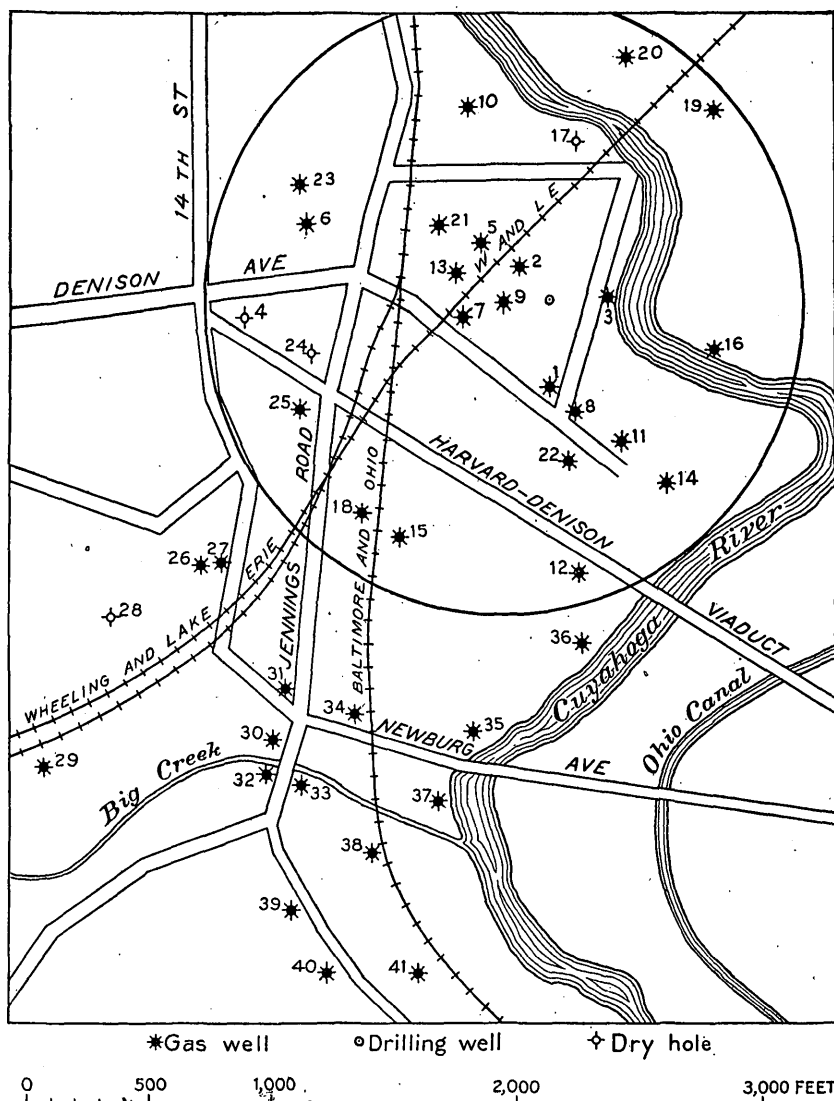 20
10
19
17
14TH ST
23
6
21
5
W AND LE
2
13
DENISON AVE
9
7
3
4
24
16
1
8
25
11
22
14
JENNINGS ROAD
HARVARD-DENISON VIADUCT
BALTIMORE AND OHIO
18
15
River
12
26 27
28
WHEELING AND LAKE ERIE
36
Cuyahoga
31
34
35
NEWBURG AVE
Ohio Canal
30
29
Big Creek
32
33
37
38
39
40
41
Gas well
Drilling well
Dry hole
0 500 1,000 2,000 3,000 FEET